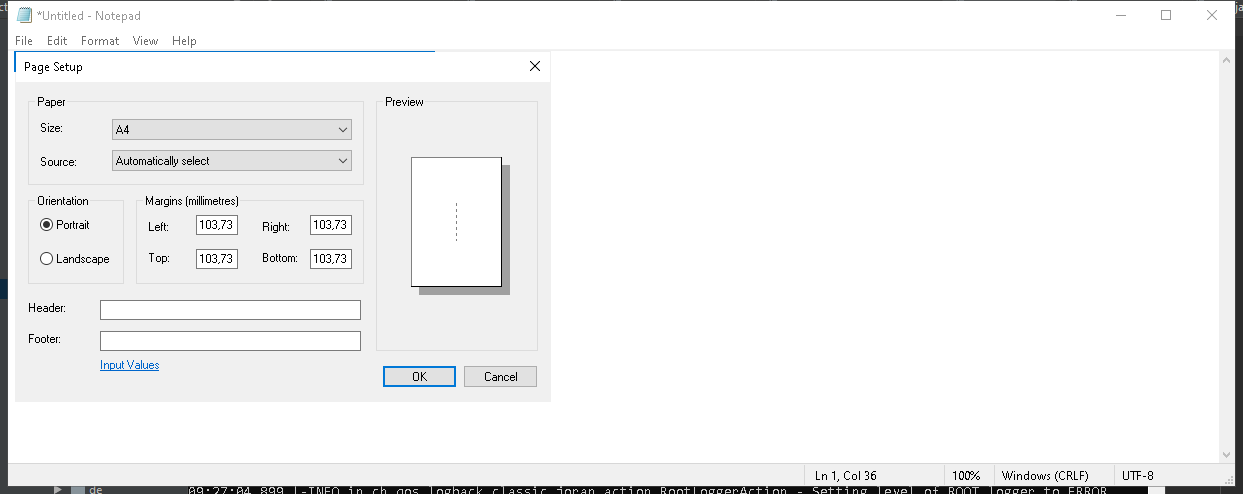 *Untitled - Notepad
File Edit Format View Help
Page Setup
Paper
Size: A4
Source: Automatically select
Preview
Orientation
Portrait
Landscape
Margins (millimetres)
Left: 103,73 Right: 103,73
Top: 103,73 Bottom: 103,73
Header:
Footer:
Input Values
OK Cancel
Ln 1, Col 36 100% Windows (CRLF) UTF-8
de 09:27:04,899 |-INFO in ch.qos.logback.classic.joran.action.RootLoggerAction - Setting level of ROOT logger to ERROR